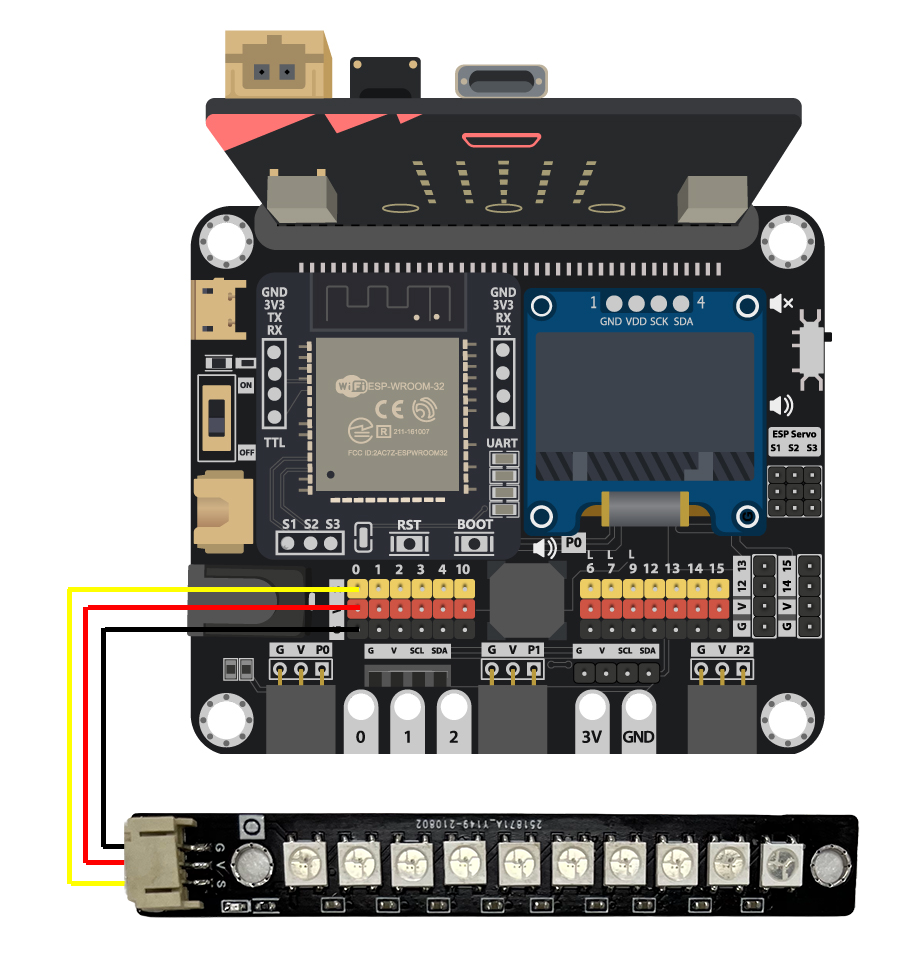 1 4
GND VDD SCK SDA
GND
3V3
TX
RX
TTL
GND
3V3
RX
TX
UART
WiFi ESP-WROOM-32
CE
R 211-161007
FCC ID:2AC7Z-ESPWROOM32
ON
OFF
ESP Servo
S1 S2 S3
S1 S2 S3
RST
BOOT
P0
L L L
0 1 2 3 4 10
6 7 9 12 13 14 15
13
12
V
G
15
14
V
G
G V P0
G V SCL SDA
G V P1
G V SCL SDA
G V P2
0 1 2 3V GND
251871A_Y149-210802
G
V
S